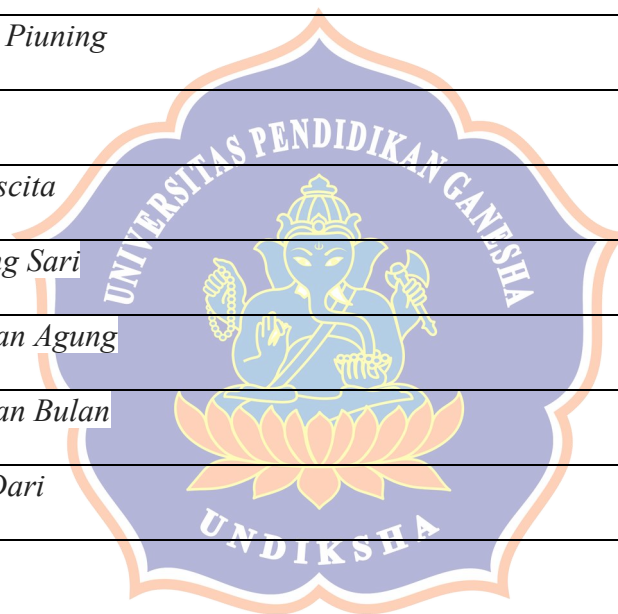 Piuning
UNIVERSITAS PENDIDIKAN GANESHA
scita
g Sari
an Agung
an Bulan
Dari
UNDIKSHA